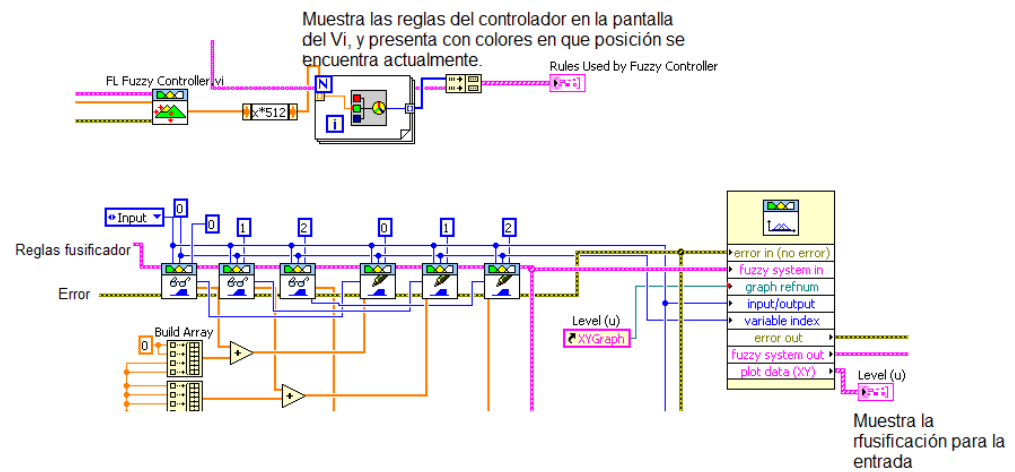 Muestra las reglas del controlador en la pantalla
del Vi, y presenta con colores en que posición se
encuentra actualmente.
Rules Used by Fuzzy Controller
FL Fuzzy Controller.vi
N
x*512
i
Input
0
0
1
2
0
1
2
Reglas fusificador
Error
error in (no error)
fuzzy system in
graph refnum
input/output
variable index
error out
fuzzy system out
plot data (XY)
Level (u)
XYGraph
Build Array
0
+
+
Level (u)
Muestra la
rfusificación para la
entrada